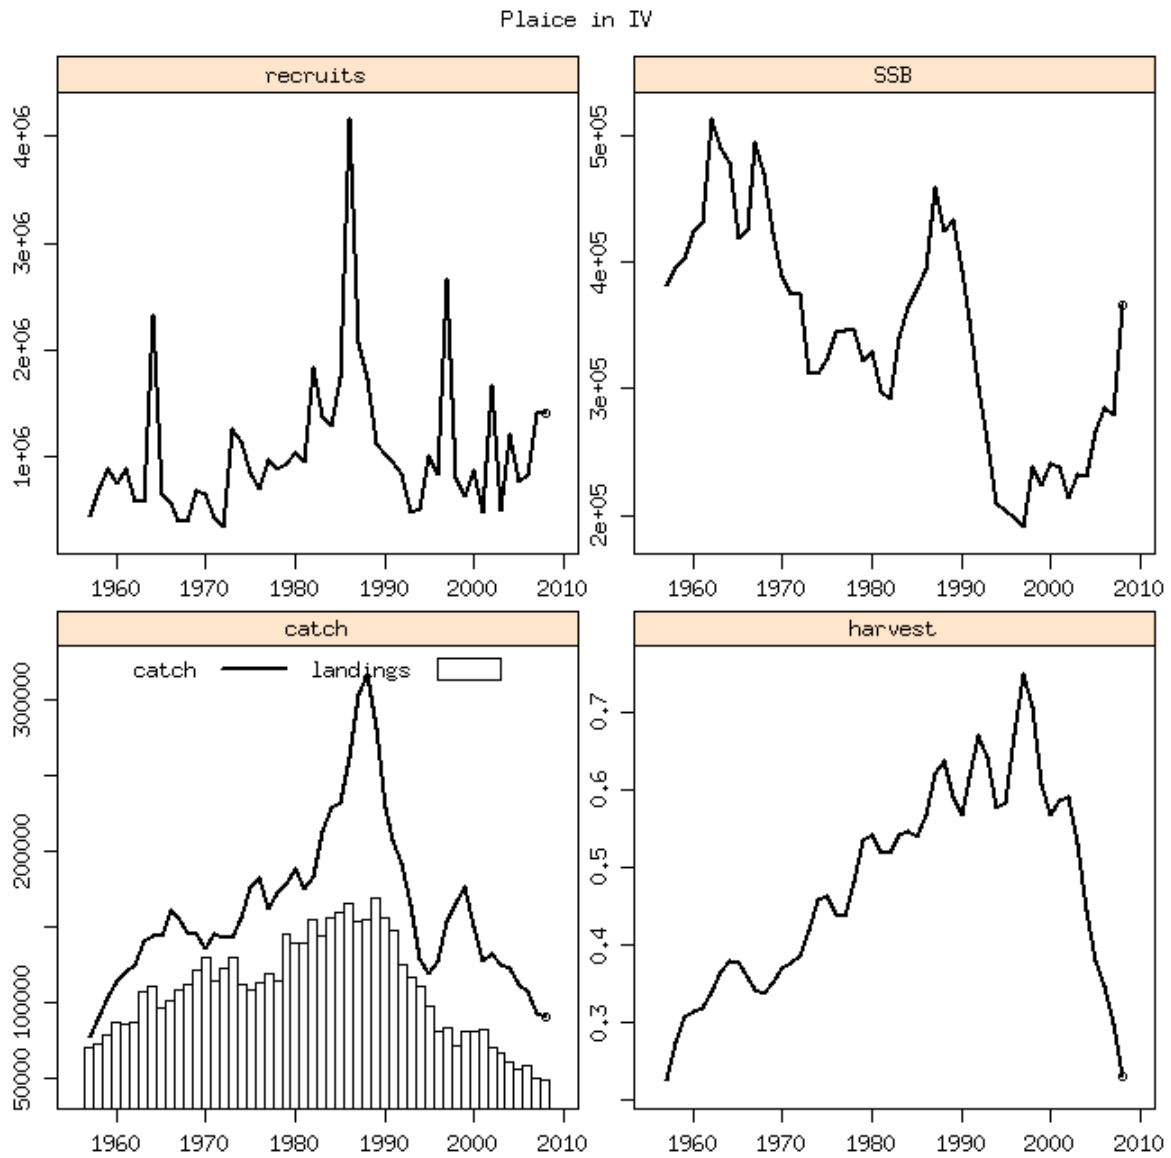 Plaice in IV
recruits
4e+06
3e+06
2e+06
1e+06
1960 1970 1980 1990 2000 2010
SSB
5e+05
4e+05
3e+05
2e+05
1960 1970 1980 1990 2000 2010
catch
catch landings
300000
200000
100000
50000
1960 1970 1980 1990 2000 2010
harvest
0.7
0.6
0.5
0.4
0.3
1960 1970 1980 1990 2000 2010